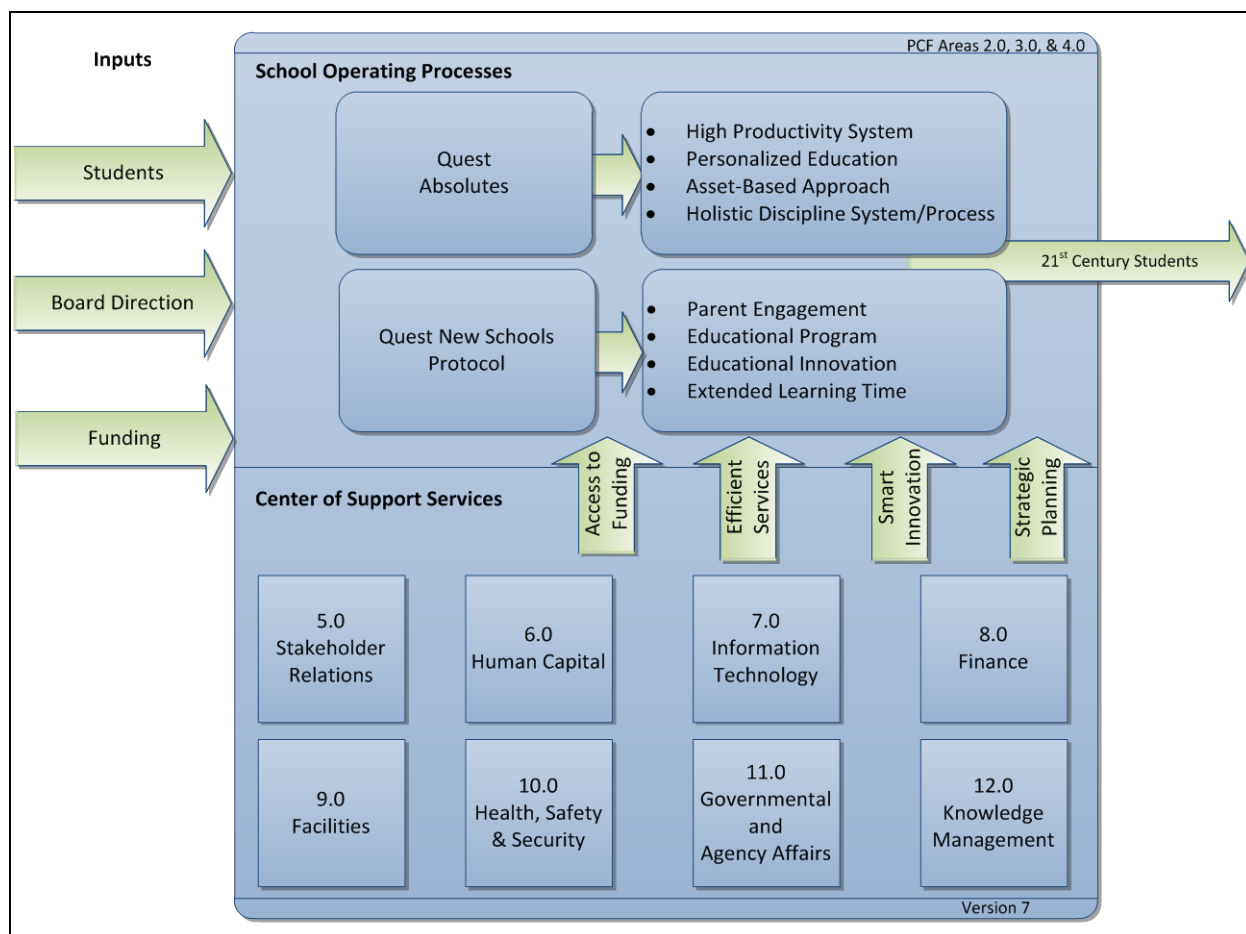 Inputs
Students
Board Direction
Funding
PCF Areas 2.0, 3.0, & 4.0
School Operating Processes
Quest
Absolutes
• High Productivity System
• Personalized Education
• Asset-Based Approach
• Holistic Discipline System/Process
Quest New Schools
Protocol
• Parent Engagement
• Educational Program
• Educational Innovation
• Extended Learning Time
21st Century Students
Center of Support Services
Access to
Funding
Efficient
Services
Smart
Innovation
Strategic
Planning
5.0
Stakeholder
Relations
6.0
Human Capital
7.0
Information
Technology
8.0
Finance
9.0
Facilities
10.0
Health, Safety
& Security
11.0
Governmental
and
Agency Affairs
12.0
Knowledge
Management
Version 7